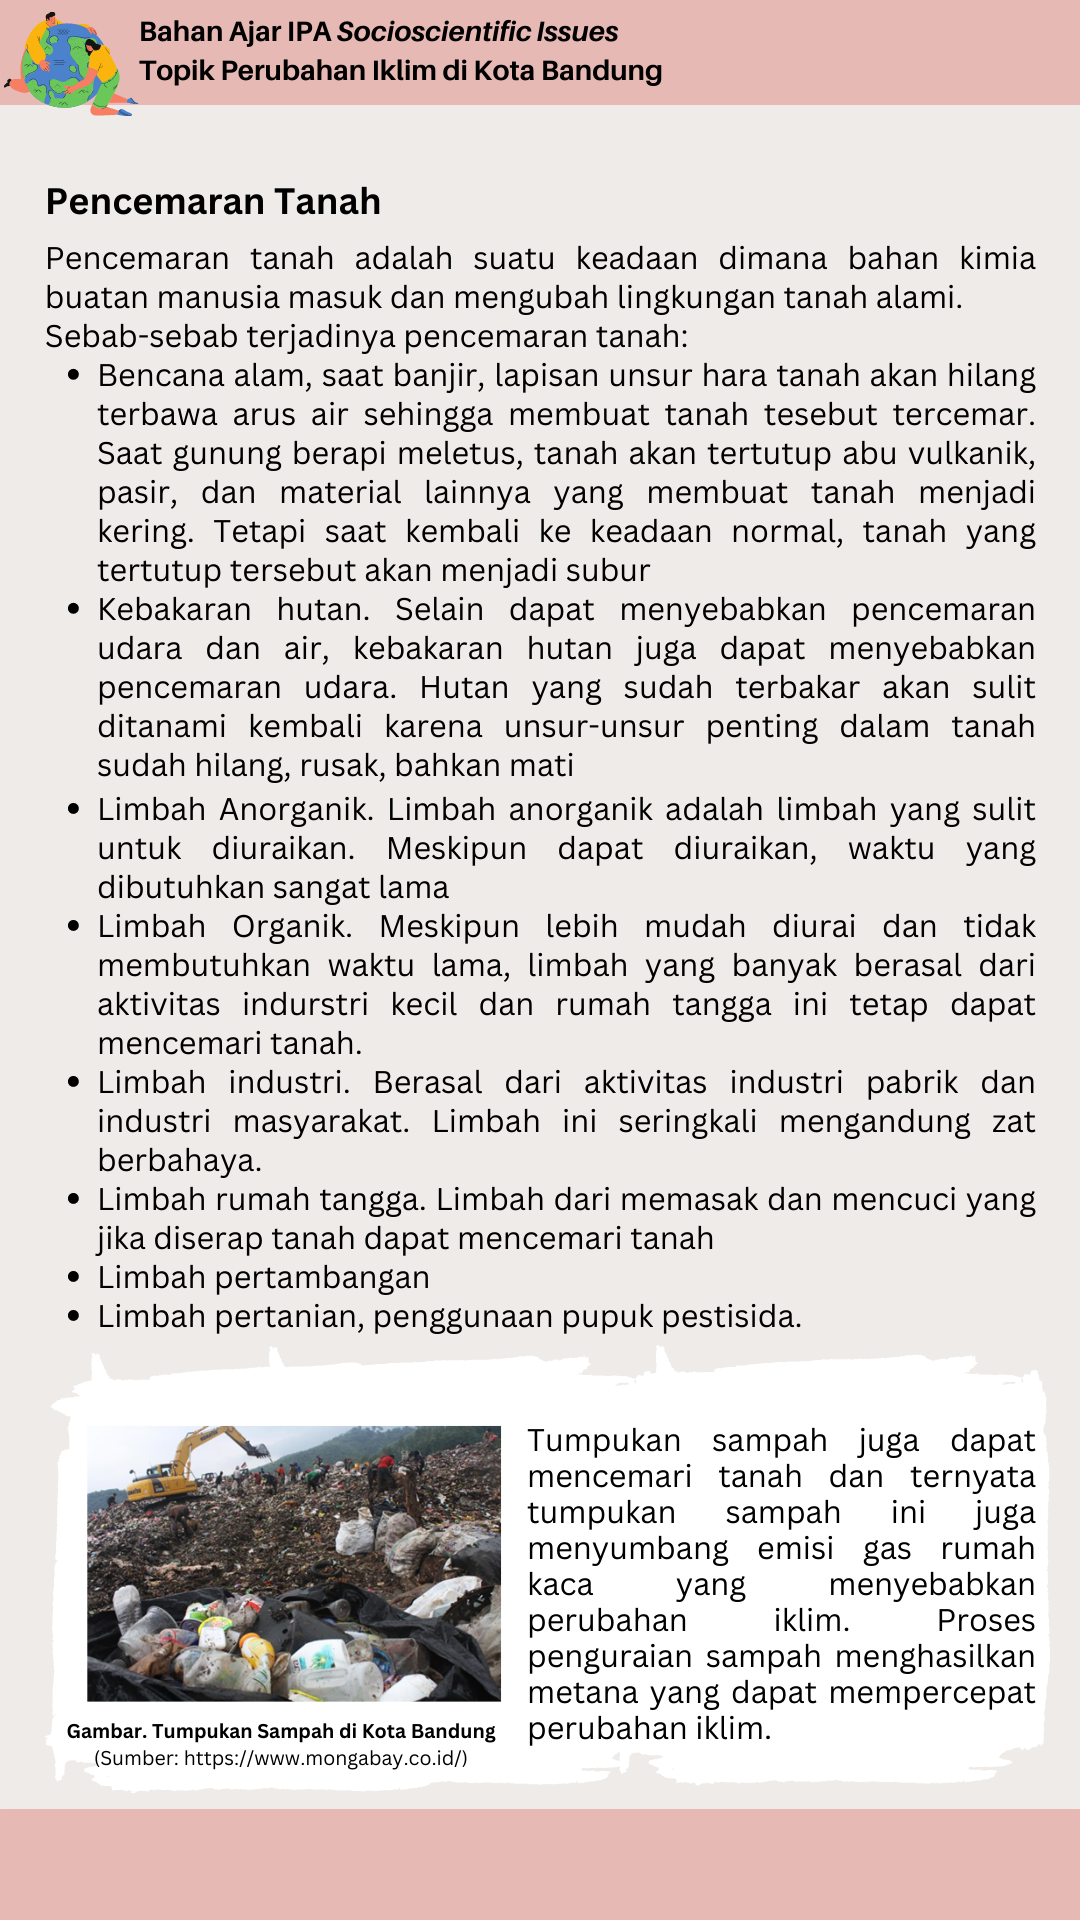 Bahan Ajar IPA Socioscientific Issues
Topik Perubahan Iklim di Kota Bandung
Pencemaran Tanah
Pencemaran tanah adalah suatu keadaan dimana bahan kimia
buatan manusia masuk dan mengubah lingkungan tanah alami.
Sebab-sebab terjadinya pencemaran tanah:
• Bencana alam, saat banjir, lapisan unsur hara tanah akan hilang
terbawa arus air sehingga membuat tanah tesebut tercemar.
Saat gunung berapi meletus, tanah akan tertutup abu vulkanik,
pasir, dan material lainnya yang membuat tanah menjadi
kering. Tetapi saat kembali ke keadaan normal, tanah yang
tertutup tersebut akan menjadi subur
• Kebakaran hutan. Selain dapat menyebabkan pencemaran
udara dan air, kebakaran hutan juga dapat menyebabkan
pencemaran udara. Hutan yang sudah terbakar akan sulit
ditanami kembali karena unsur-unsur penting dalam tanah
sudah hilang, rusak, bahkan mati
• Limbah Anorganik. Limbah anorganik adalah limbah yang sulit
untuk diuraikan. Meskipun dapat diuraikan, waktu yang
dibutuhkan sangat lama
• Limbah Organik. Meskipun lebih mudah diurai dan tidak
membutuhkan waktu lama, limbah yang banyak berasal dari
aktivitas indurstri kecil dan rumah tangga ini tetap dapat
mencemari tanah.
• Limbah industri. Berasal dari aktivitas industri pabrik dan
industri masyarakat. Limbah ini seringkali mengandung zat
berbahaya.
• Limbah rumah tangga. Limbah dari memasak dan mencuci yang
jika diserap tanah dapat mencemari tanah
• Limbah pertambangan
• Limbah pertanian, penggunaan pupuk pestisida.
Gambar. Tumpukan Sampah di Kota Bandung
(Sumber: https://www.mongabay.co.id/)
Tumpukan sampah juga dapat
mencemari tanah dan ternyata
tumpukan sampah ini juga
menyumbang emisi gas rumah
kaca yang menyebabkan
perubahan iklim. Proses
penguraian sampah menghasilkan
metana yang dapat mempercepat
perubahan iklim.